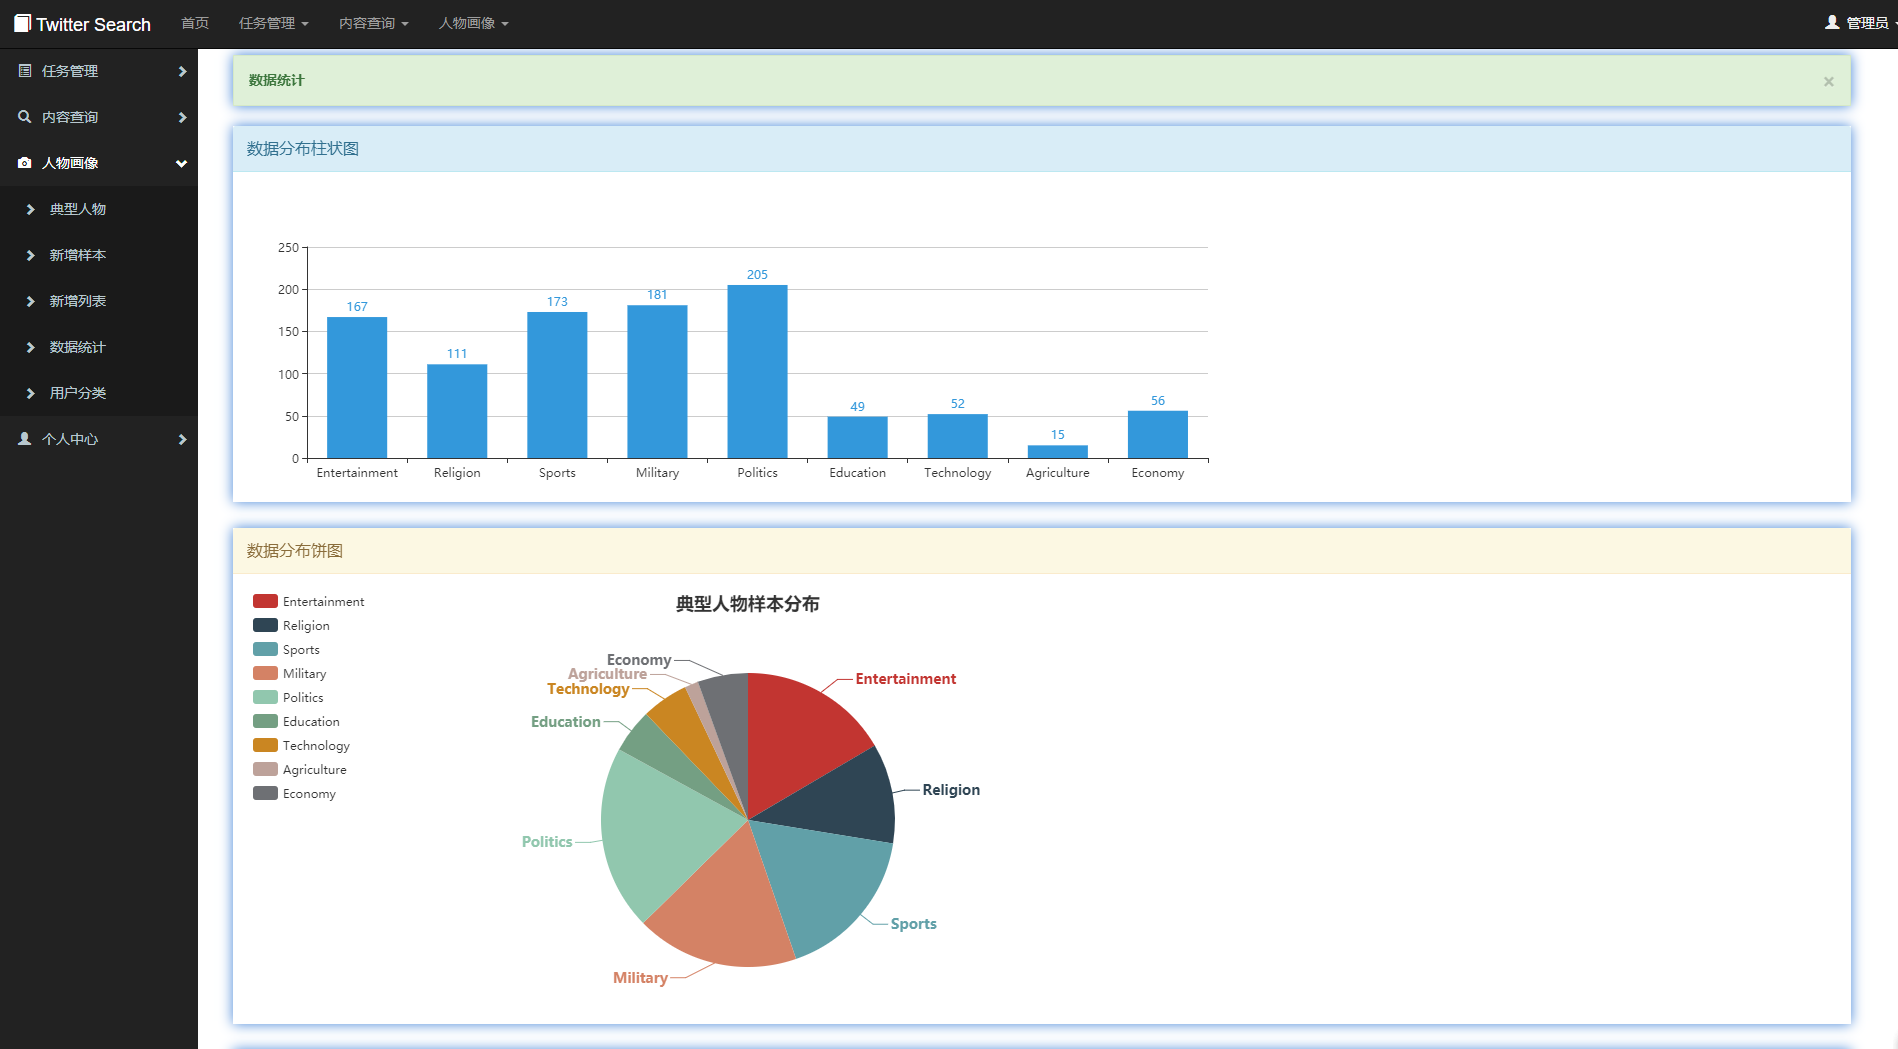 Twitter Search 首页 任务管理 内容查询 人物画像 管理员
任务管理
内容查询
人物画像
典型人物
新增样本
新增列表
数据统计
用户分类
个人中心
数据统计 ×
数据分布柱状图
250
200
150
100
50
0
167
111
173
181
205
49
52
15
56
Entertainment Religion Sports Military Politics Education Technology Agriculture Economy
数据分布饼图
Entertainment
Religion
Sports
Military
Politics
Education
Technology
Agriculture
Economy
典型人物样本分布
Economy
Agriculture
Technology
Education
Politics
Military
Entertainment
Religion
Sports